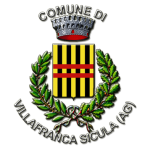 COMUNE DI
VILLAFRANCA SICULA (AG)